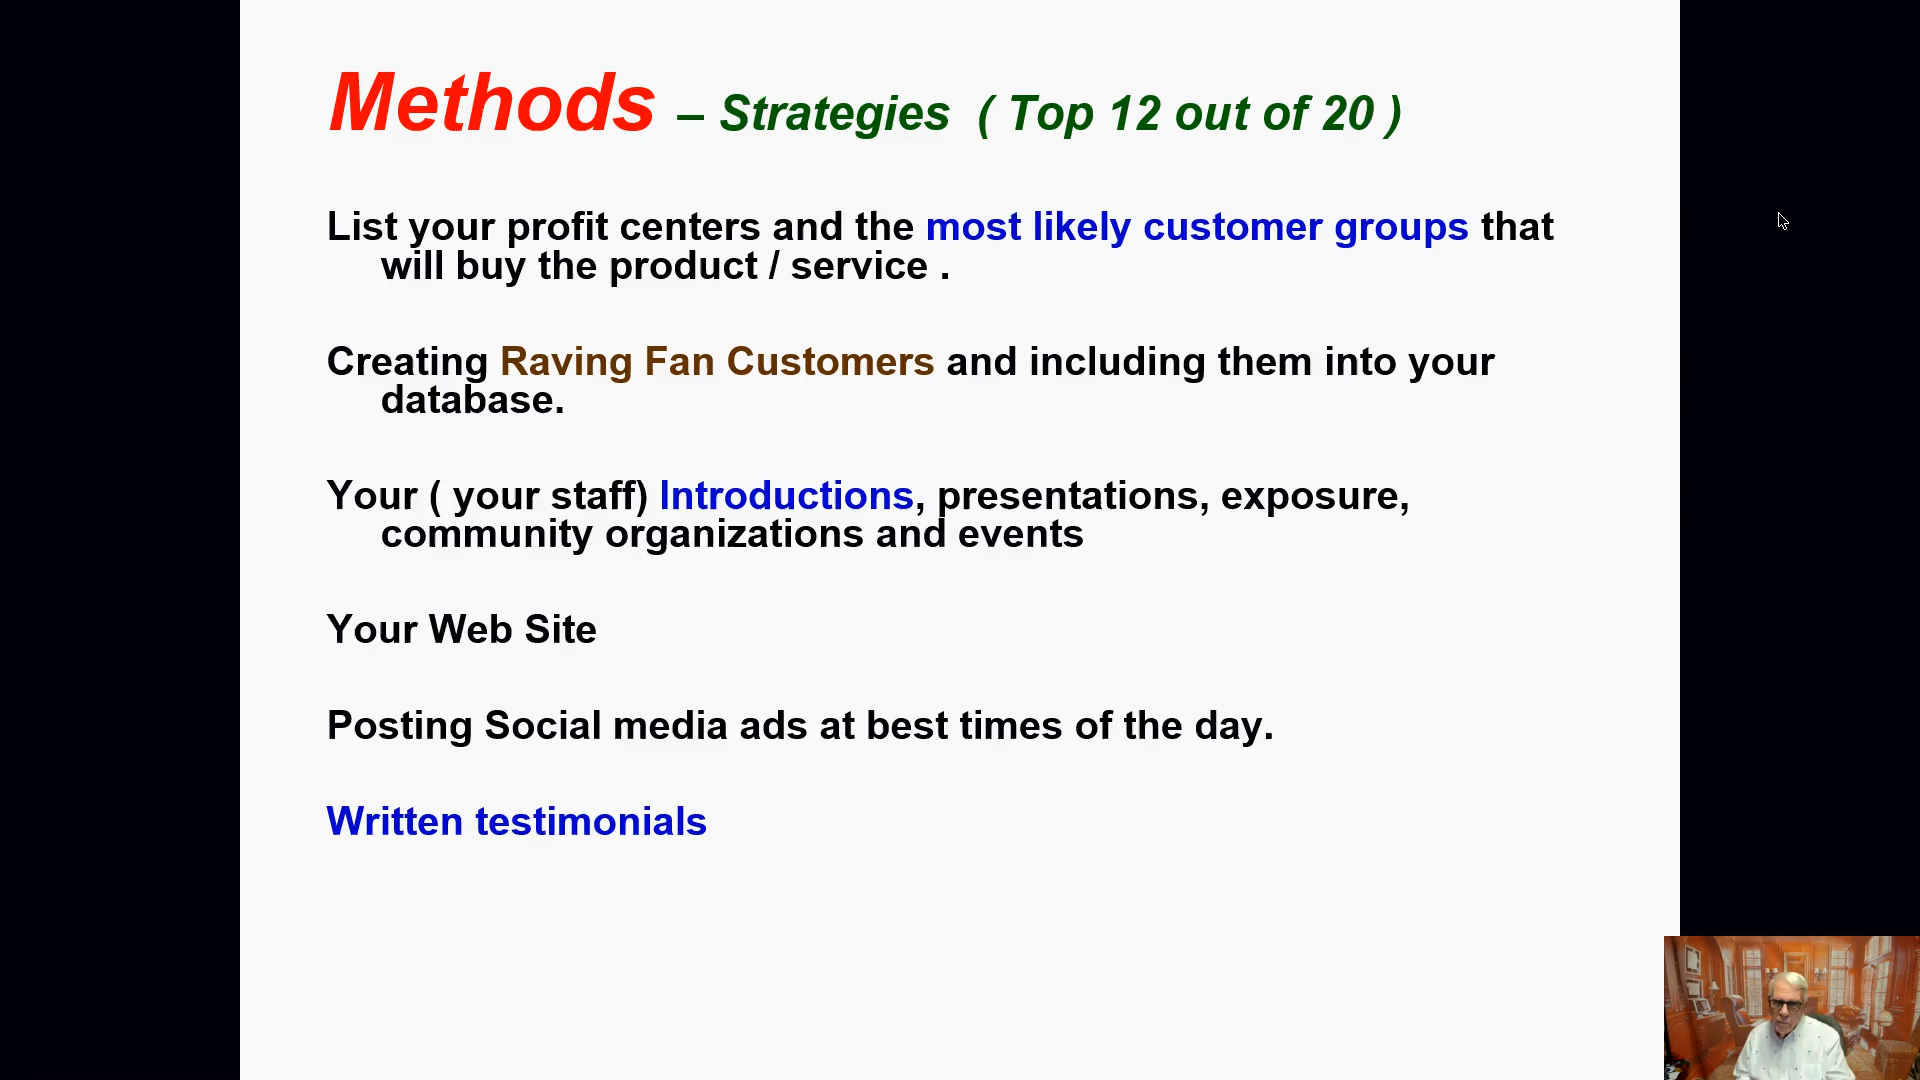 Methods – Strategies ( Top 12 out of 20 )
List your profit centers and the most likely customer groups that
will buy the product / service .
Creating Raving Fan Customers and including them into your
database.
Your ( your staff) Introductions, presentations, exposure,
community organizations and events
Your Web Site
Posting Social media ads at best times of the day.
Written testimonials